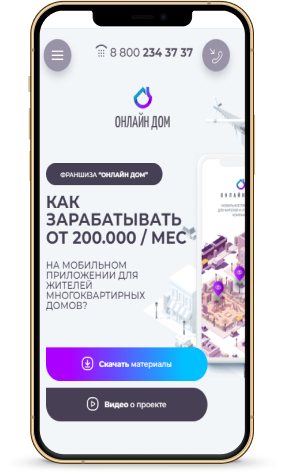 8 800 234 37 37
ОНЛАЙН ДОМ
ФРАНШИЗА "ОНЛАЙН ДОМ"
КАК
ЗАРАБАТЫВАТЬ
ОТ 200.000 / МЕС
НА МОБИЛЬНОМ
ПРИЛОЖЕНИИ ДЛЯ
ЖИТЕЛЕЙ
МНОГОКВАРТИРНЫХ
ДОМОВ?
Скачать материалы
Видео о проекте